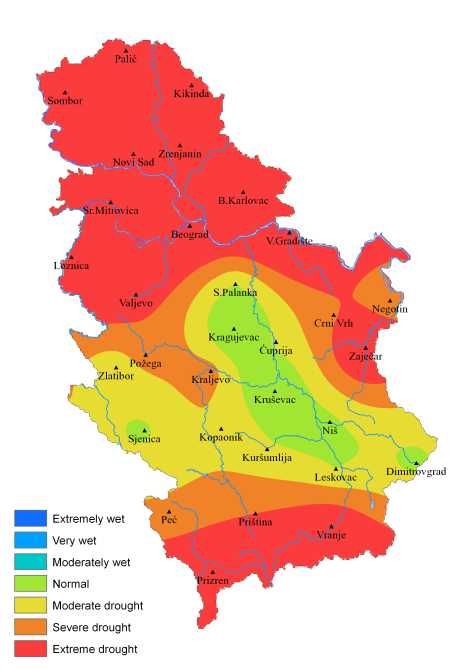 Palić
Sombor
Kikinda
Zrenjanin
Novi Sad
B.Karlovac
Sr.Mitrovica
Beograd
V.Gradište
Loznica
S.Palanka
Valjevo
Negotin
Crni Vrh
Kragujevac
Ćuprija
Zaječar
Požega
Zlatibor
Kraljevo
Kruševac
Niš
Sjenica
Kopaonik
Kuršumlija
Dimitrovgrad
Leskovac
Peć
Priština
Vranje
Prizren
Extremely wet
Very wet
Moderately wet
Normal
Moderate drought
Severe drought
Extreme drought